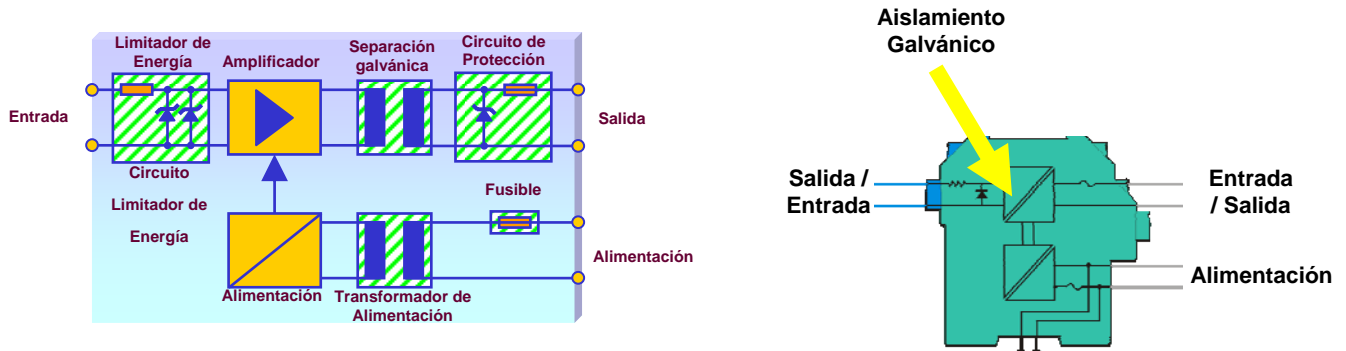 Limitador de
Energía
Amplificador
Separación
galvánica
Circuito de
Protección
Entrada
Salida
Circuito
Limitador de
Energía
Fusible
Alimentación
Alimentación
Transformador de
Alimentación
Aislamiento
Galvánico
Salida /
Entrada
Entrada
/ Salida
Alimentación